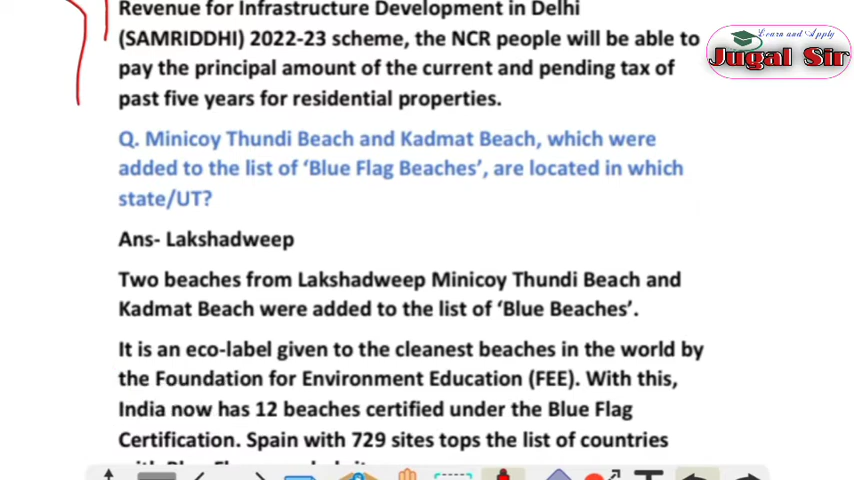 Revenue for Infrastructure Development in Delhi
(SAMRIDDHI) 2022-23 scheme, the NCR people will be able to
pay the principal amount of the current and pending tax of
past five years for residential properties.
Learn and Apply
Jugal Sir
Q. Minicoy Thundi Beach and Kadmat Beach, which were
added to the list of ‘Blue Flag Beaches’, are located in which
state/UT?
Ans- Lakshadweep
Two beaches from Lakshadweep Minicoy Thundi Beach and
Kadmat Beach were added to the list of ‘Blue Beaches’.
It is an eco-label given to the cleanest beaches in the world by
the Foundation for Environment Education (FEE). With this,
India now has 12 beaches certified under the Blue Flag
Certification. Spain with 729 sites tops the list of countries